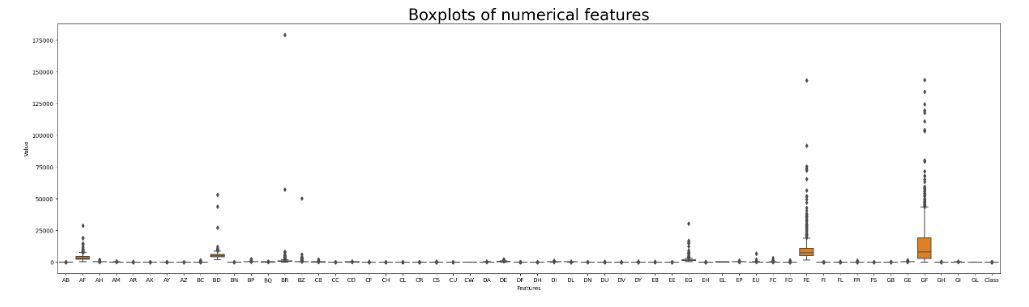 Boxplots of numerical features
175000
150000
125000
100000
75000
50000
25000
0
Value
AB AF AH AM AR AX AY AZ BC BD BN BP BQ BR BZ CB CC CD CF CH CL CR CS CU CW DA DE DF DH DI DL DN DU DV DY EB EE EG EH EL EP EU FC FD FE FI FL FR FS GB GE GF GH GI GL Class
Features